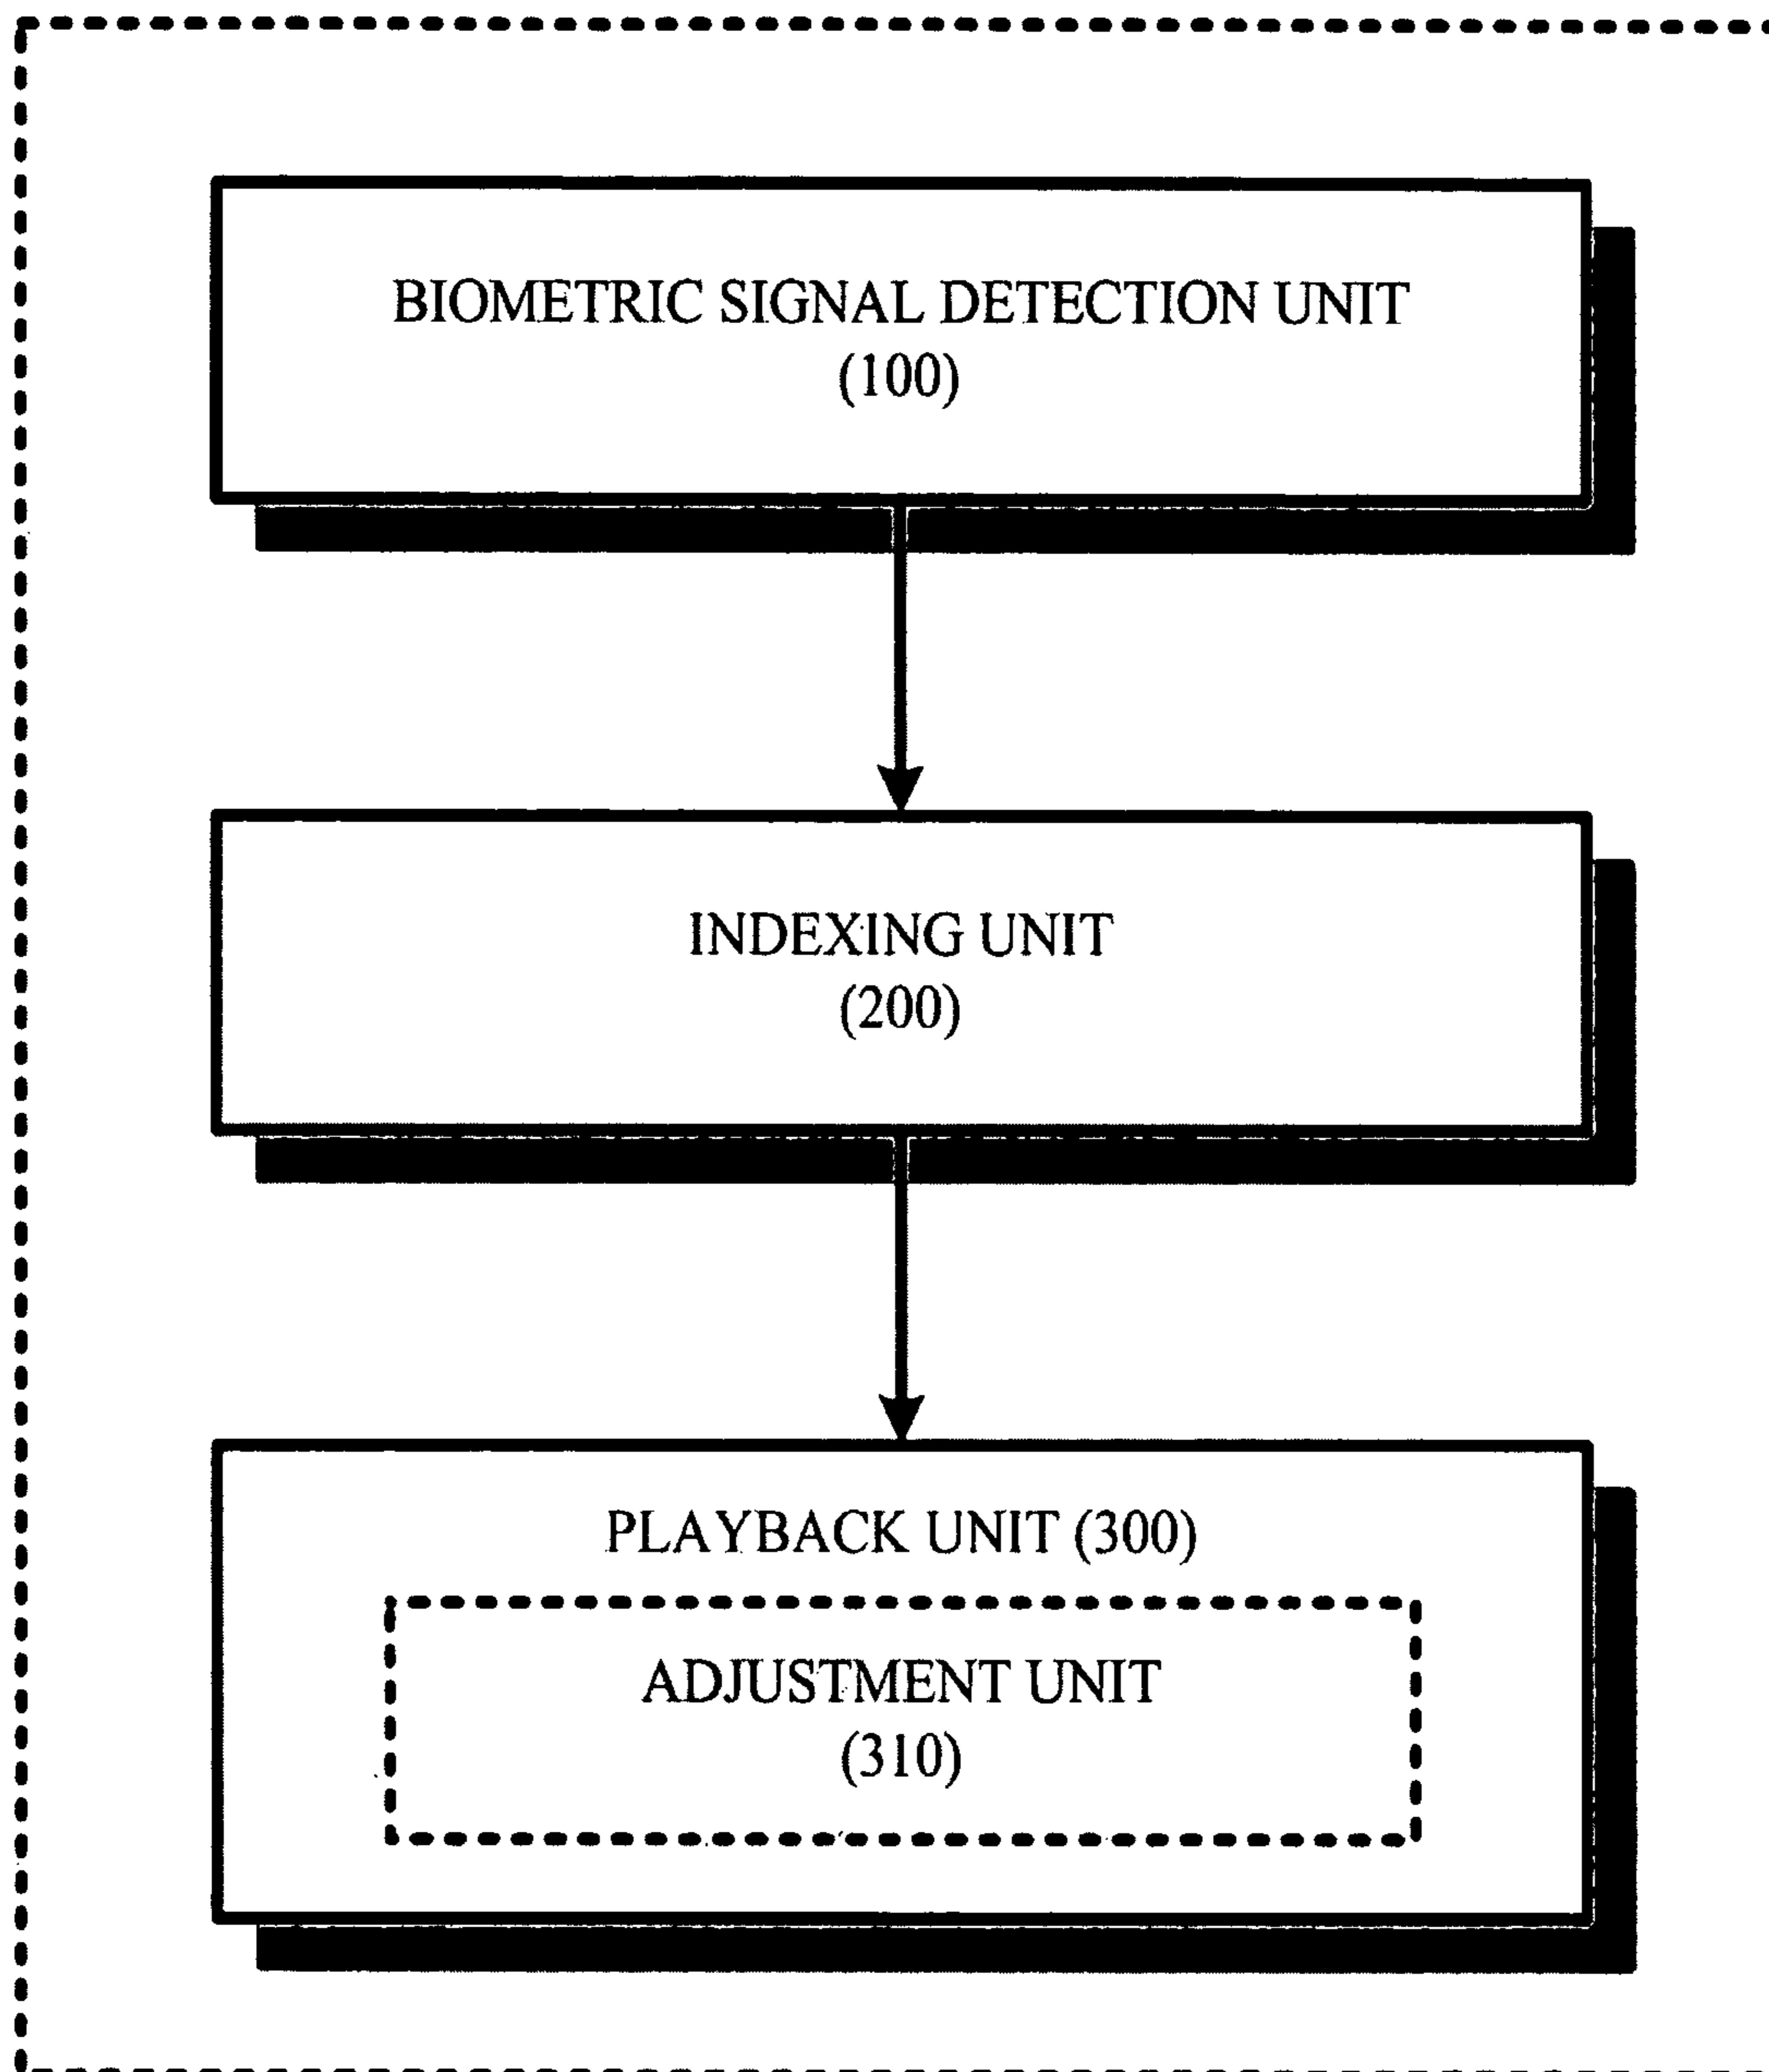 BIOMETRIC SIGNAL DETECTION UNIT
(100)
INDEXING UNIT
(200)
PLAYBACK UNIT (300)
ADJUSTMENT UNIT
(310)